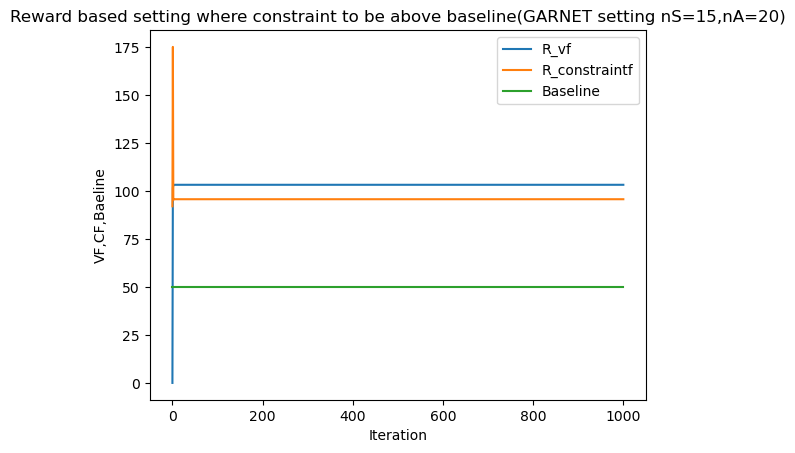 Reward based setting where constraint to be above baseline(GARNET setting nS=15,nA=20)
R_vf
R_constraintf
Baseline
VF,CF,Baeline
175
150
125
100
75
50
25
0
0 200 400 600 800 1000
Iteration